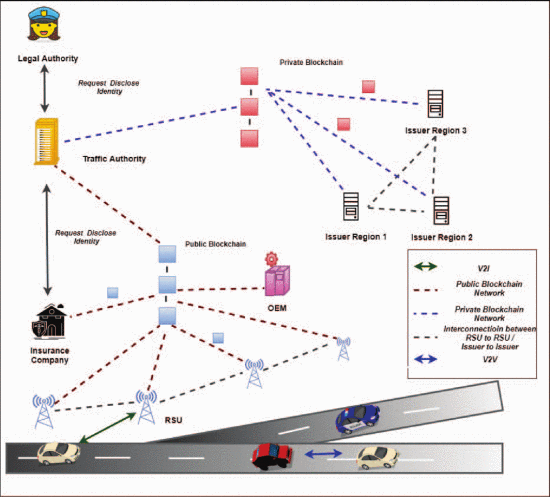 Legal Authority
Request Disclose
Identity
Private Blockchain
Issuer Region 3
Traffic Authority
Issuer Region 1
Issuer Region 2
Request Disclose
Identity
Public Blockchain
OEM
Insurance
Company
RSU
V2I
Public Blockchain
Network
Private Blockchain
Network
Interconnectioin between
RSU to RSU /
Issuer to Issuer
V2V